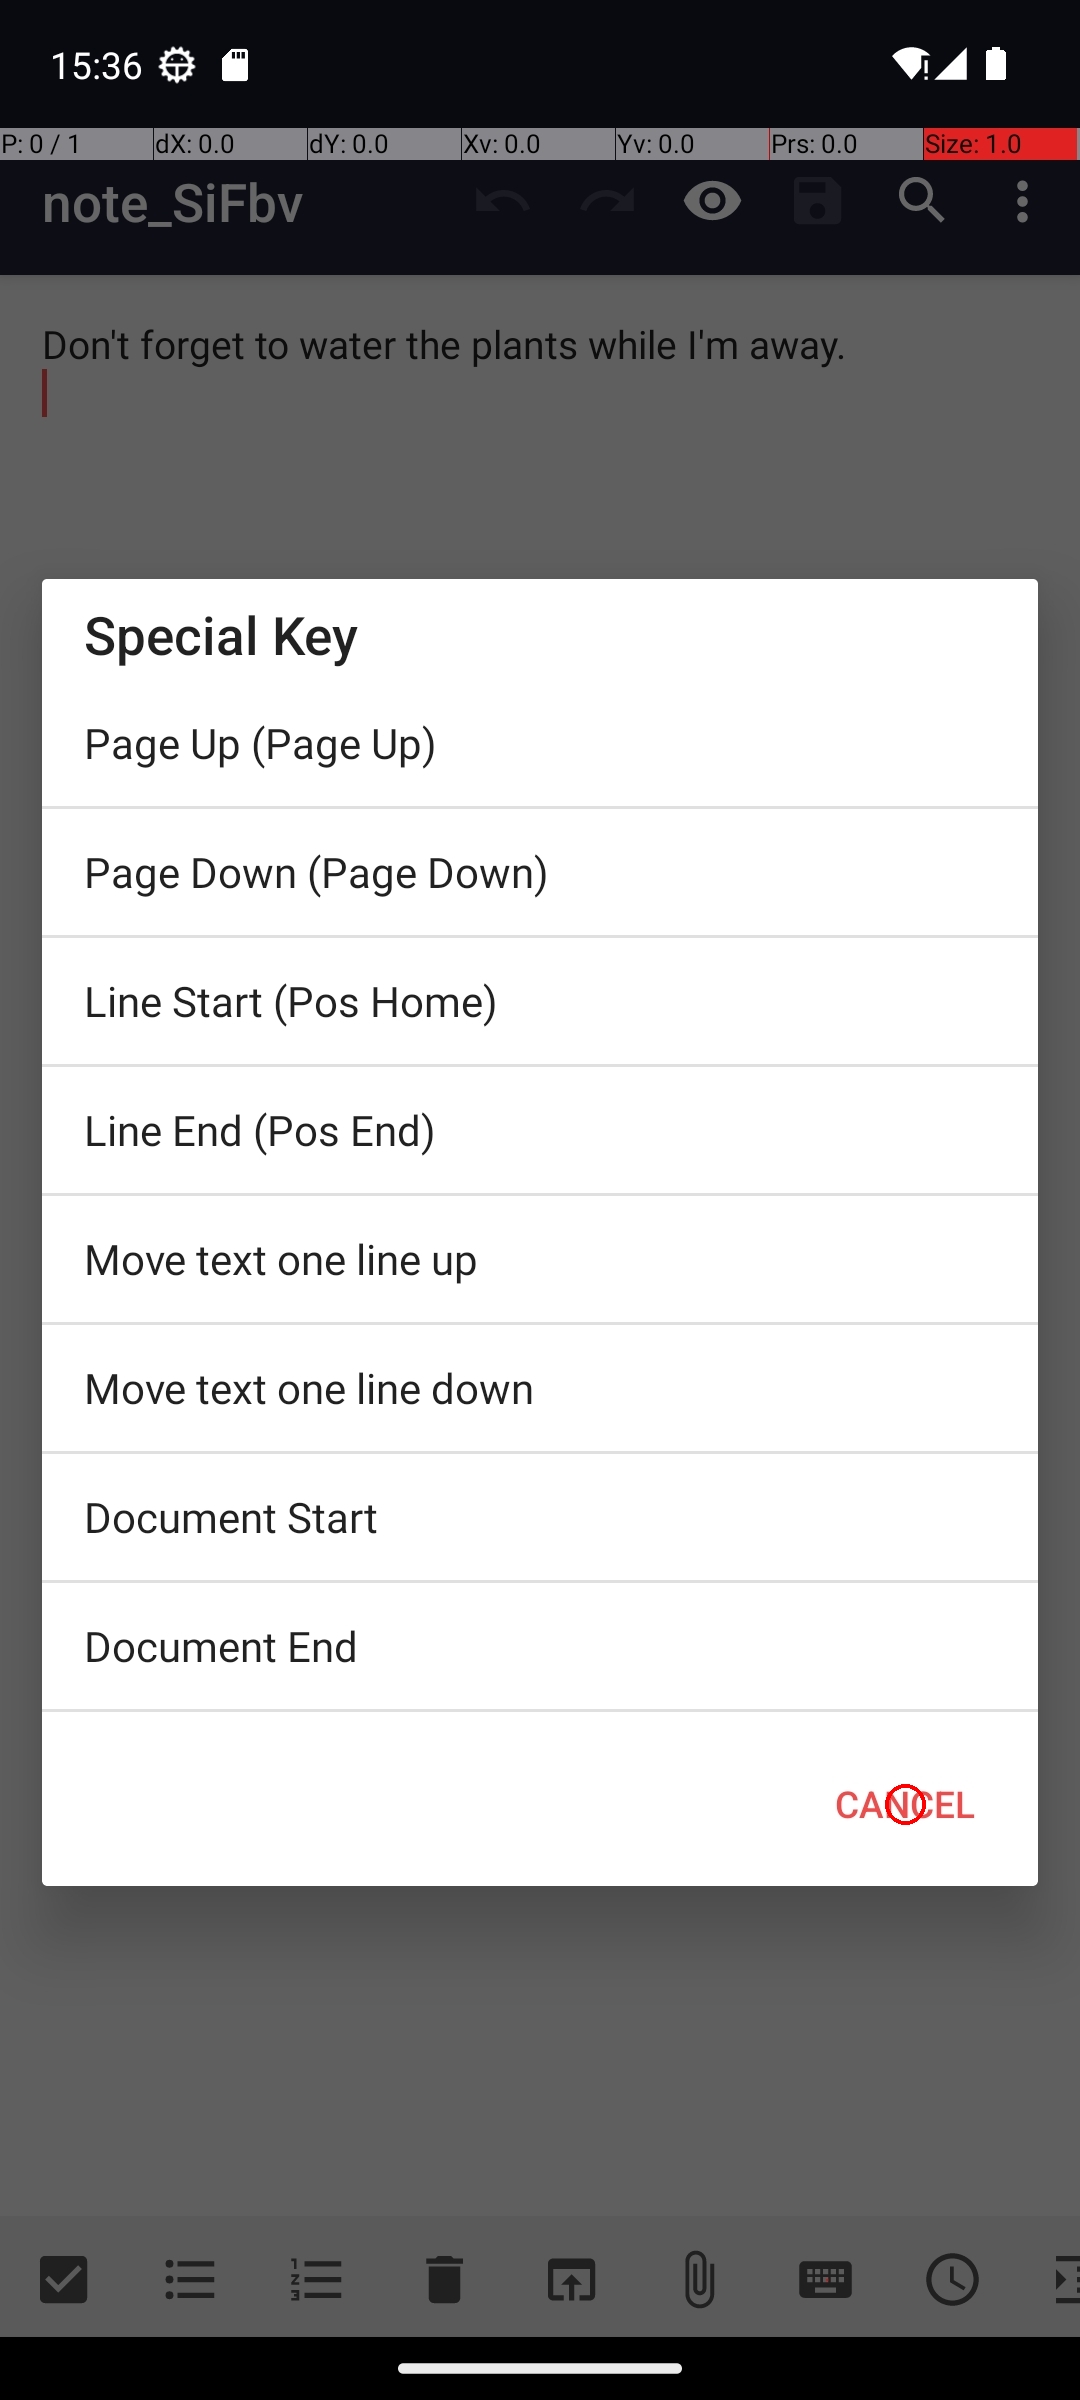 15:36
P: 0 / 1 dX: 0.0 dY: 0.0 Xv: 0.0 Yv: 0.0 Prs: 0.0 Size: 1.0
note_SiFbv
Don't forget to water the plants while I'm away.
Special Key
Page Up (Page Up)
Page Down (Page Down)
Line Start (Pos Home)
Line End (Pos End)
Move text one line up
Move text one line down
Document Start
Document End
CANCEL